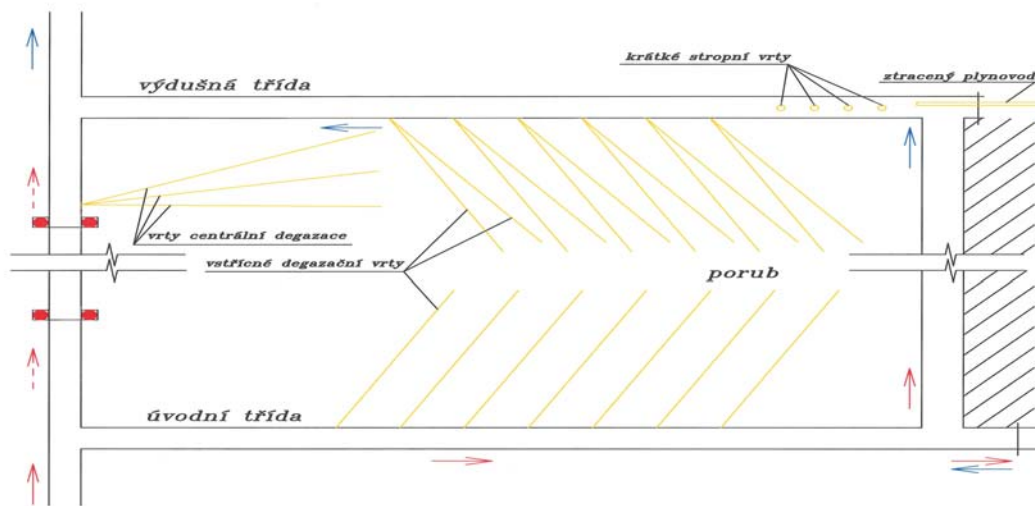 krátké stropní vrty
ztracený plynovod
výdušná třída
vrty centrální degazace
vstřícné degazační vrty
porub
úvodní třída